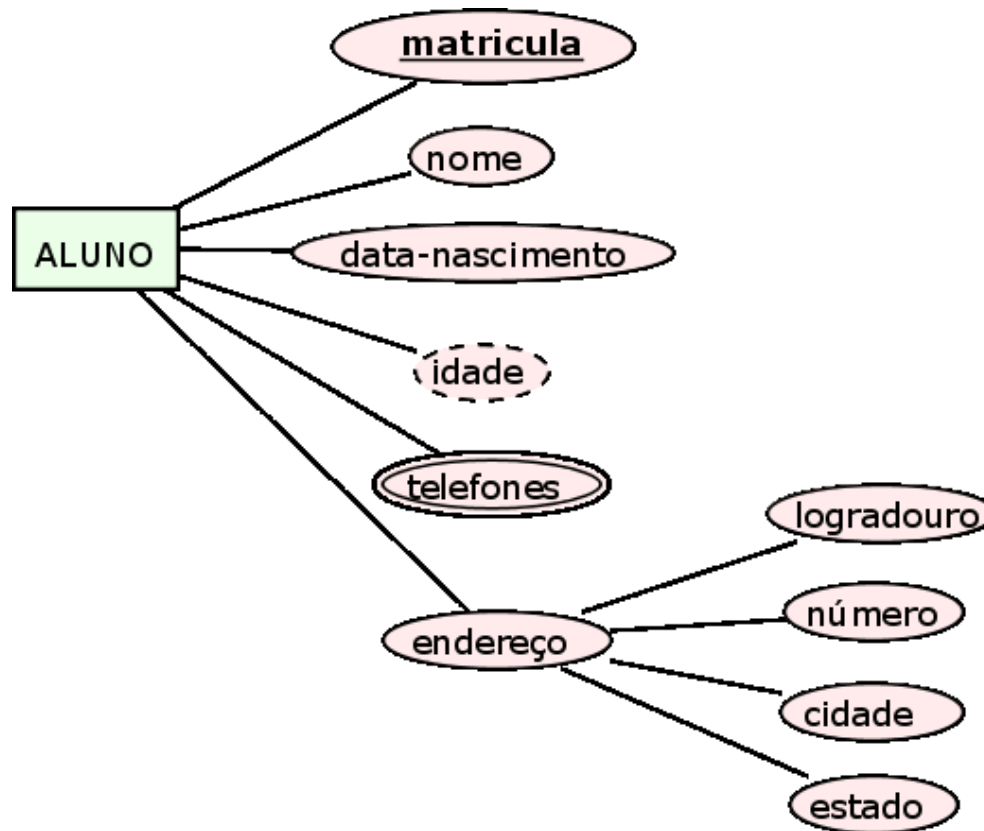 matricula
nome
ALUNO
data-nascimento
idade
telefones
logradouro
número
endereço
cidade
estado